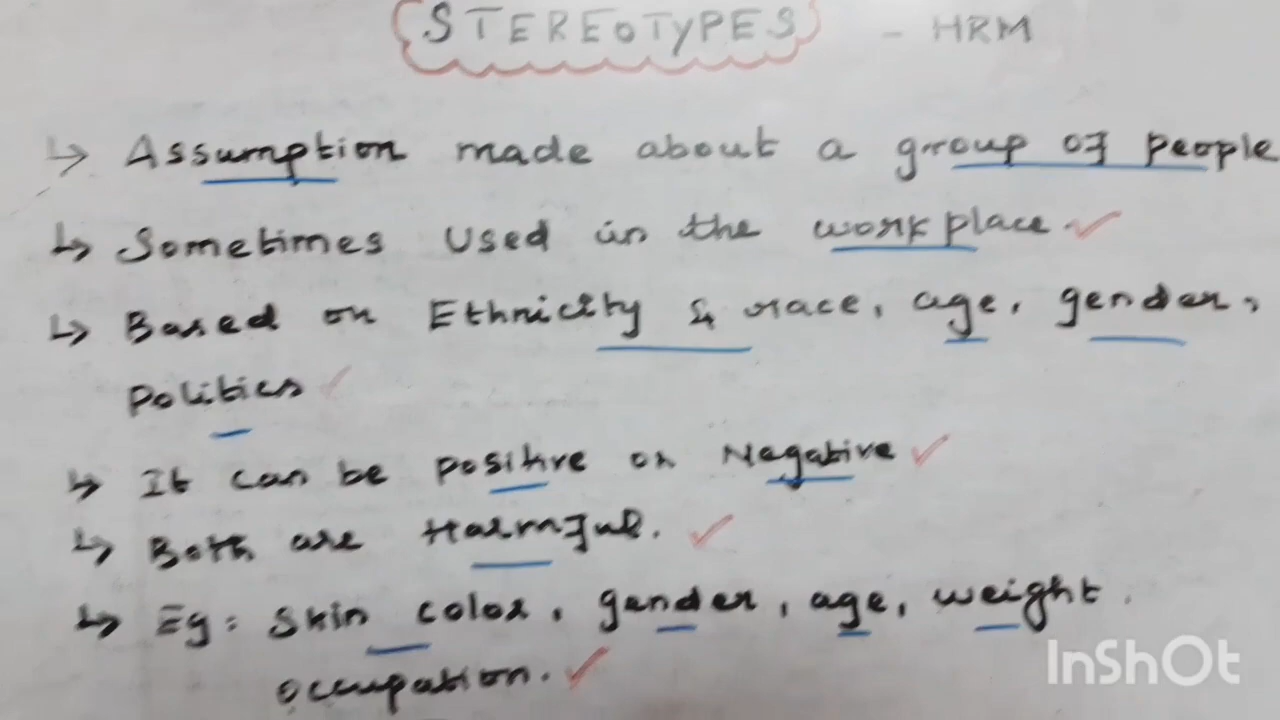 STEREOTYPES - HRM
↳ Assumption made about a group of people
↳ Sometimes Used in the workplace.
↳ Based on Ethnicity & race, age, gender,
Politics
↳ It can be positive or Negative
↳ Both are Harmful.
↳ Eg: Skin color, gender, age, weight.
occupation.
InShOt